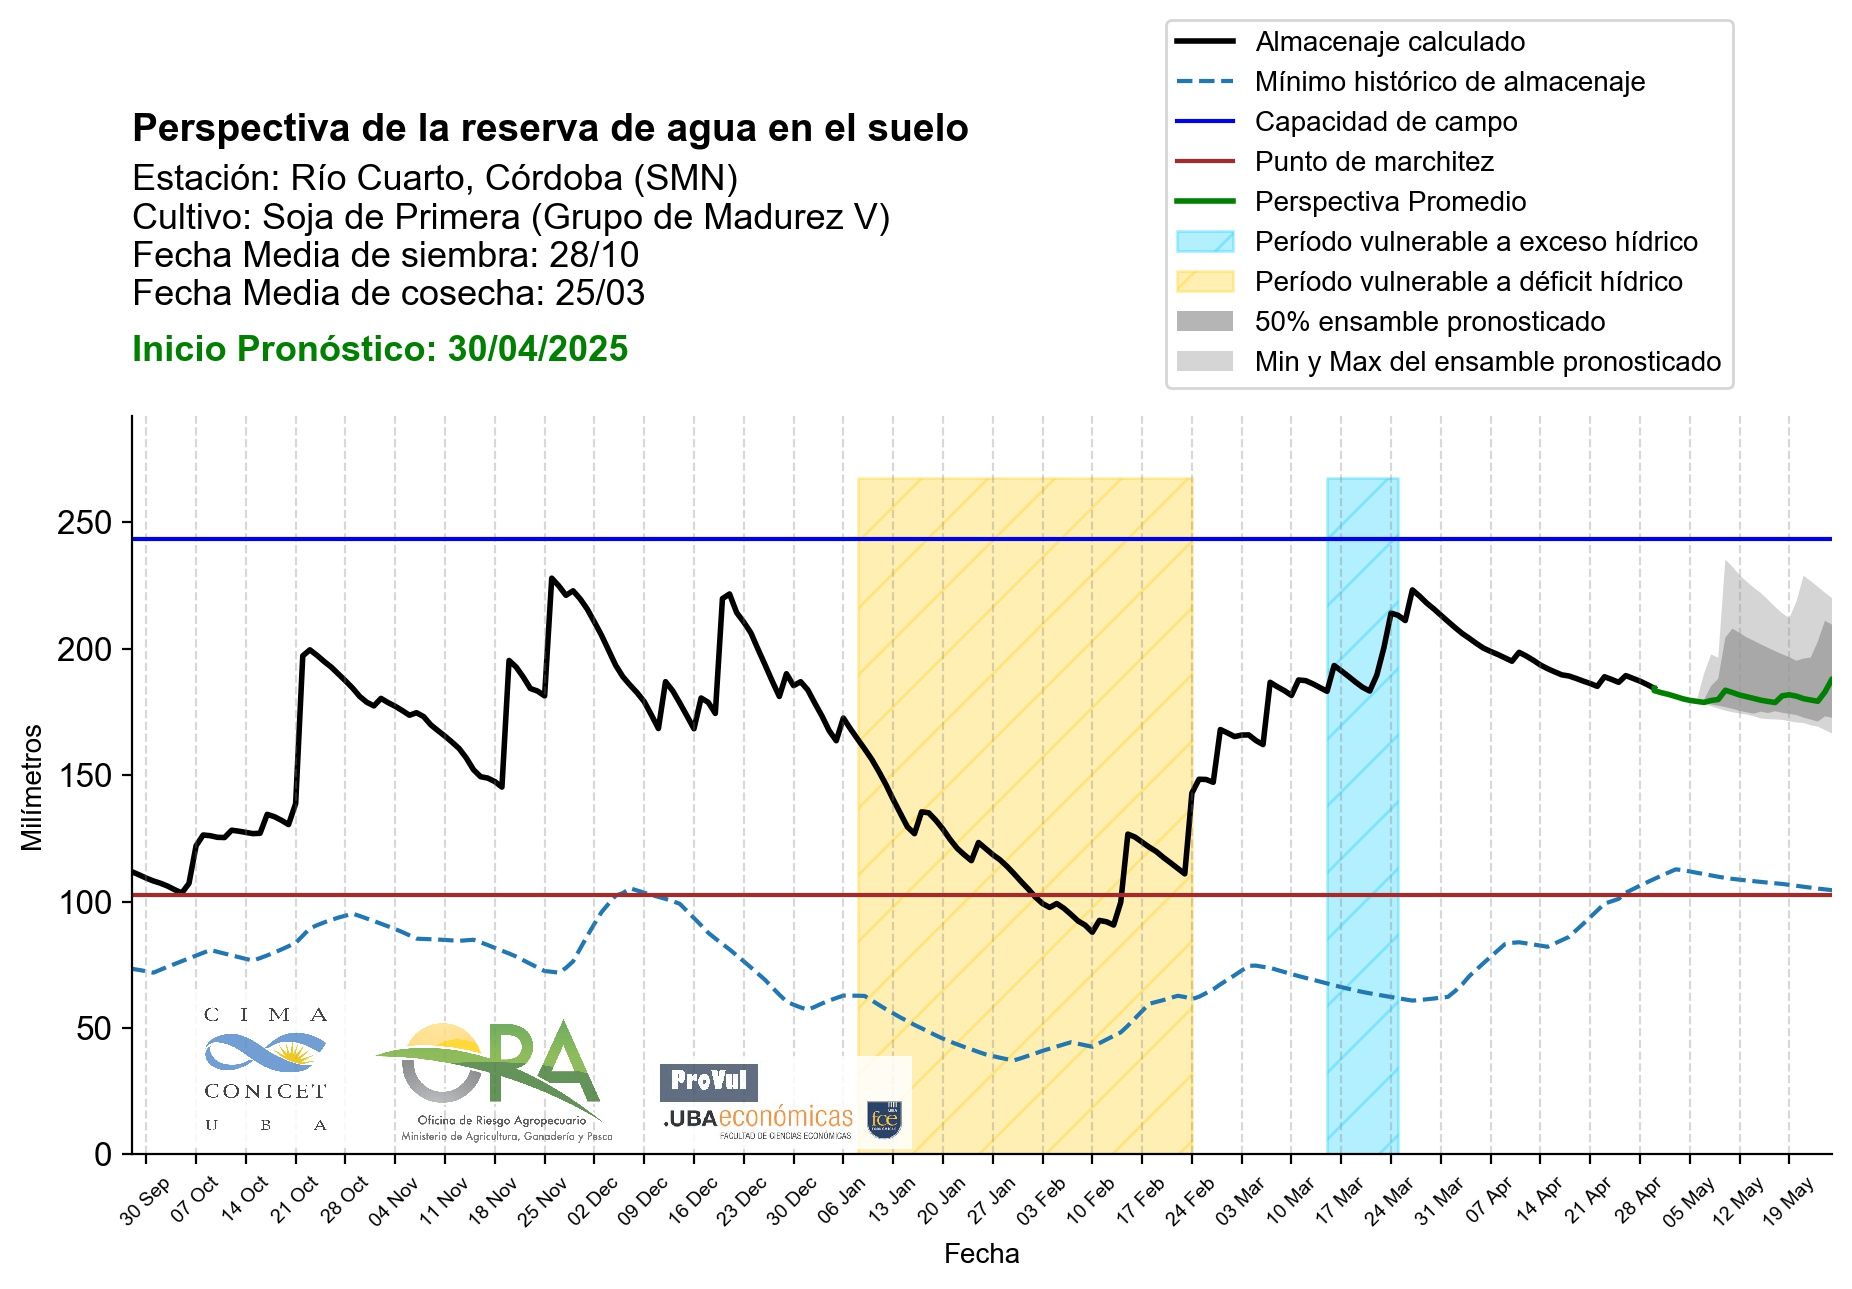 Almacenaje calculado
Mínimo histórico de almacenaje
Capacidad de campo
Punto de marchitez
Perspectiva Promedio
Período vulnerable a exceso hídrico
Período vulnerable a déficit hídrico
50% ensamble pronosticado
Min y Max del ensamble pronosticado
Perspectiva de la reserva de agua en el suelo
Estación: Río Cuarto, Córdoba (SMN)
Cultivo: Soja de Primera (Grupo de Madurez V)
Fecha Media de siembra: 28/10
Fecha Media de cosecha: 25/03
Inicio Pronóstico: 30/04/2025
Milímetros
250
200
150
100
50
0
CIMA
CONICET
UBA
ORA
Oficina de Riesgo Agropecuario
Ministerio de Agricultura, Ganadería y Pesca
ProVul
.UBAeconómicas
FACULTAD DE CIENCIAS ECONÓMICAS
fce
30 Sep
07 Oct
14 Oct
21 Oct
28 Oct
04 Nov
11 Nov
18 Nov
25 Nov
02 Dec
09 Dec
16 Dec
23 Dec
30 Dec
06 Jan
13 Jan
20 Jan
27 Jan
03 Feb
10 Feb
17 Feb
24 Feb
03 Mar
10 Mar
17 Mar
24 Mar
31 Mar
07 Apr
14 Apr
21 Apr
28 Apr
05 May
12 May
19 May
Fecha